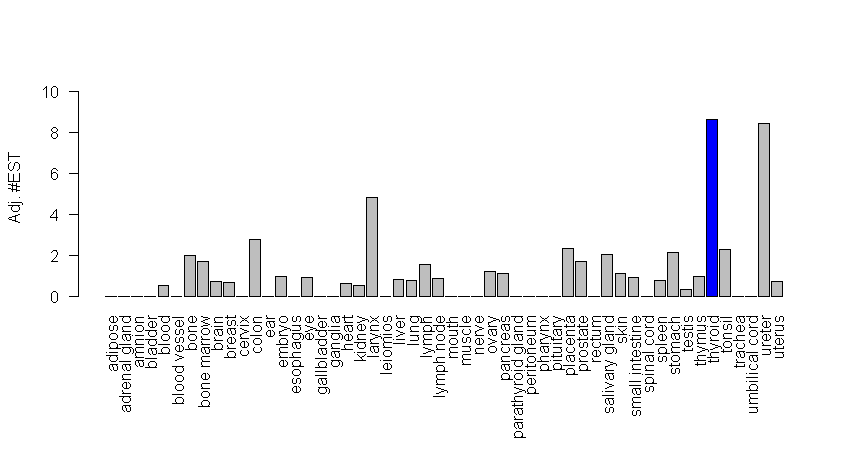 Adj. #EST
10
8
6
4
2
0
adipose
adrenal gland
amnion
bladder
blood
blood vessel
bone
bone marrow
brain
breast
cervix
colon
ear
embryo
esophagus
eye
gallbladder
ganglia
heart
kidney
larynx
leiomios
liver
lung
lymph
lymph node
mouth
muscle
nerve
ovary
pancreas
parathyroid gland
peritoneum
pharynx
pituitary
placenta
prostate
rectum
salivary gland
skin
small intestine
spinal cord
spleen
stomach
testis
thymus
thyroid
tonsil
trachea
umbilical cord
ureter
uterus